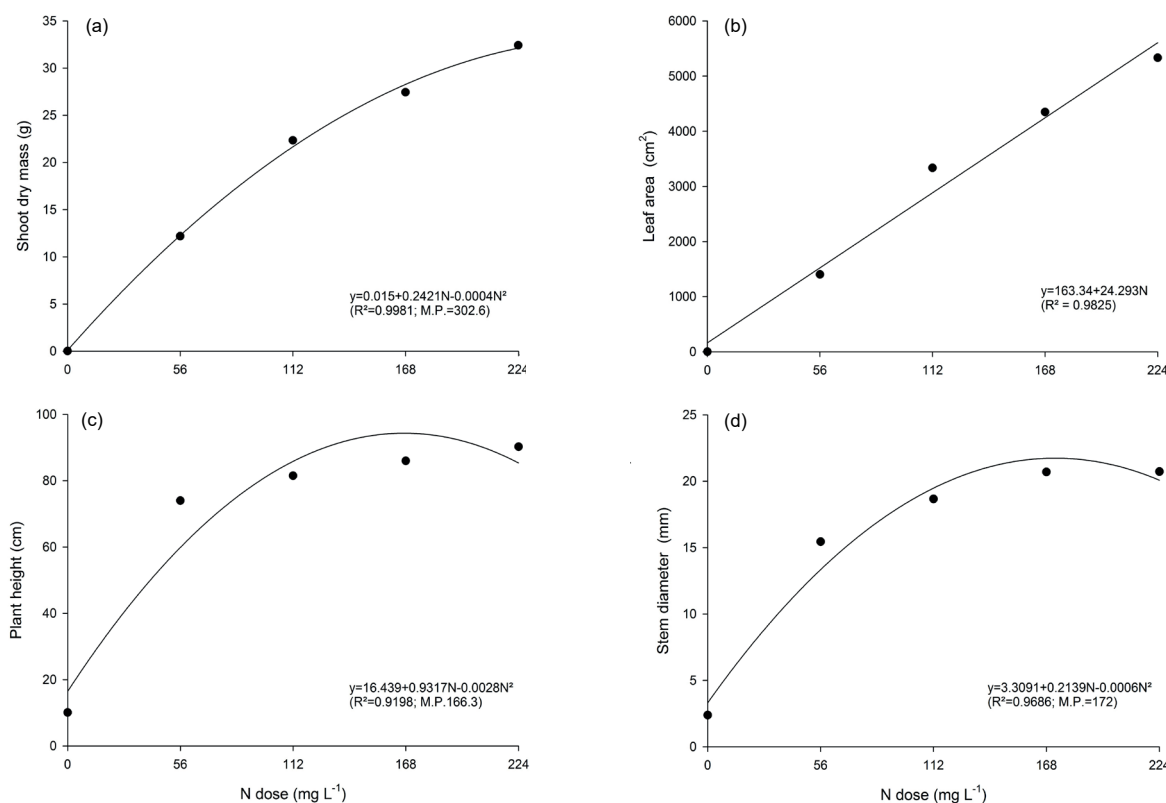 (a)
35
30
25
20
15
10
5
0
Shoot dry mass (g)
y=0.015+0.2421N-0.0004N²
(R²=0.9981; M.P.=302.6)
0 56 112 168 224
(b)
6000
5000
4000
3000
2000
1000
0
Leaf area (cm²)
y=163.34+24.293N
(R² = 0.9825)
0 56 112 168 224
(c)
100
80
60
40
20
0
Plant height (cm)
y=16.439+0.9317N-0.0028N²
(R²=0.9198; M.P.166.3)
0 56 112 168 224
N dose (mg L⁻¹)
(d)
25
20
15
10
5
0
Stem diameter (mm)
y=3.3091+0.2139N-0.0006N²
(R²=0.9686; M.P.=172)
0 56 112 168 224
N dose (mg L⁻¹)